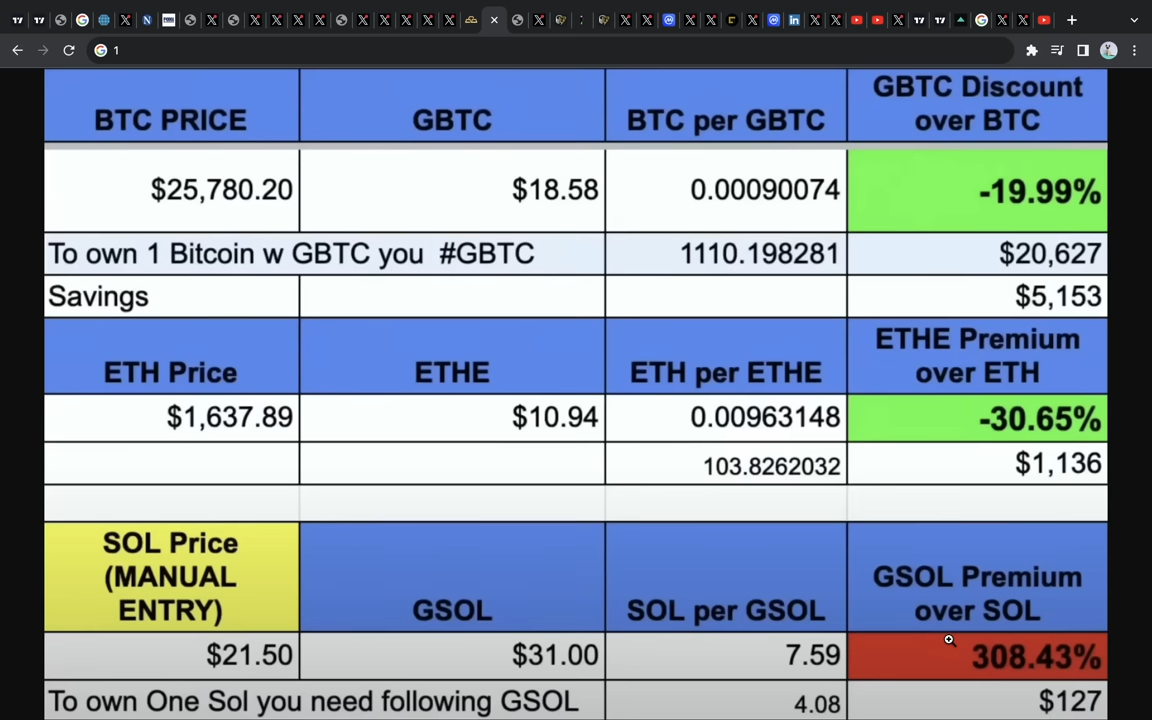 1
BTC PRICE GBTC BTC per GBTC GBTC Discount over BTC
$25,780.20 $18.58 0.00090074 -19.99%
To own 1 Bitcoin w GBTC you #GBTC 1110.198281 $20,627
Savings $5,153
ETH Price ETHE ETH per ETHE ETHE Premium over ETH
$1,637.89 $10.94 0.00963148 -30.65%
103.8262032 $1,136
SOL Price (MANUAL ENTRY) GSOL SOL per GSOL GSOL Premium over SOL
$21.50 $31.00 7.59 308.43%
To own One Sol you need following GSOL 4.08 $127